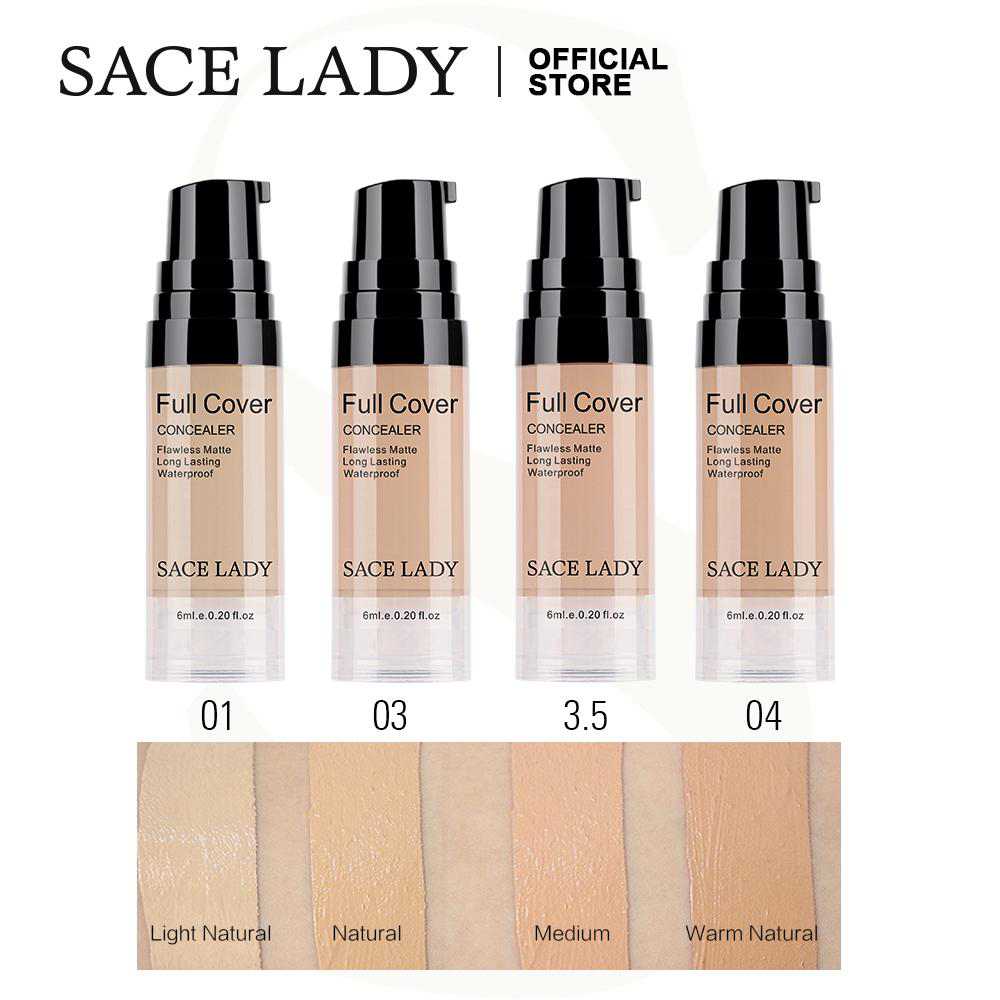 SACE LADY
OFFICIAL
STORE
Full Cover
CONCEALER
Flawless Matte
Long Lasting
Waterproof
SACE LADY
6ml.e.0.20 fl.oz
Full Cover
CONCEALER
Flawless Matte
Long Lasting
Waterproof
SACE LADY
6ml.e.0.20 fl.oz
Full Cover
CONCEALER
Flawless Matte
Long Lasting
Waterproof
SACE LADY
6ml.e.0.20 fl.oz
Full Cover
CONCEALER
Flawless Matte
Long Lasting
Waterproof
SACE LADY
6ml.e.0.20 fl.oz
01
03
3.5
04
Light Natural
Natural
Medium
Warm Natural